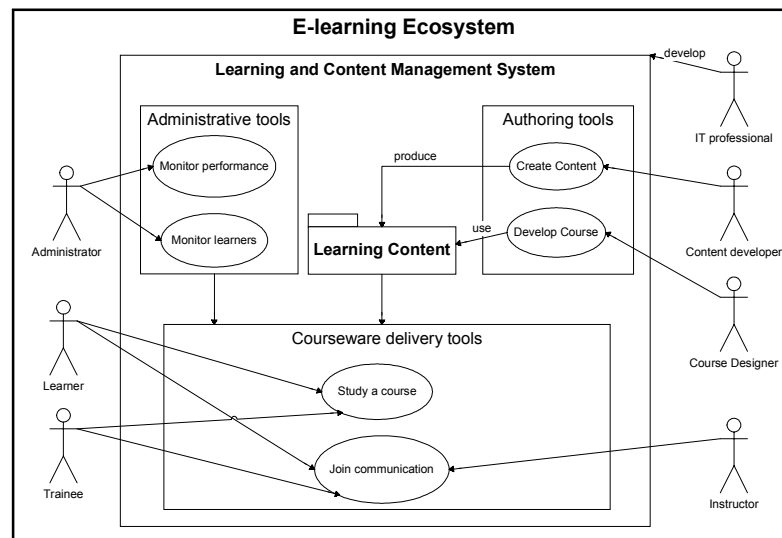 E-learning Ecosystem
Learning and Content Management System
develop
IT professional
Administrative tools
Authoring tools
Monitor performance
produce
Create Content
Monitor learners
use
Develop Course
Learning Content
Administrator
Content developer
Courseware delivery tools
Study a course
Learner
Course Designer
Join communication
Trainee
Instructor